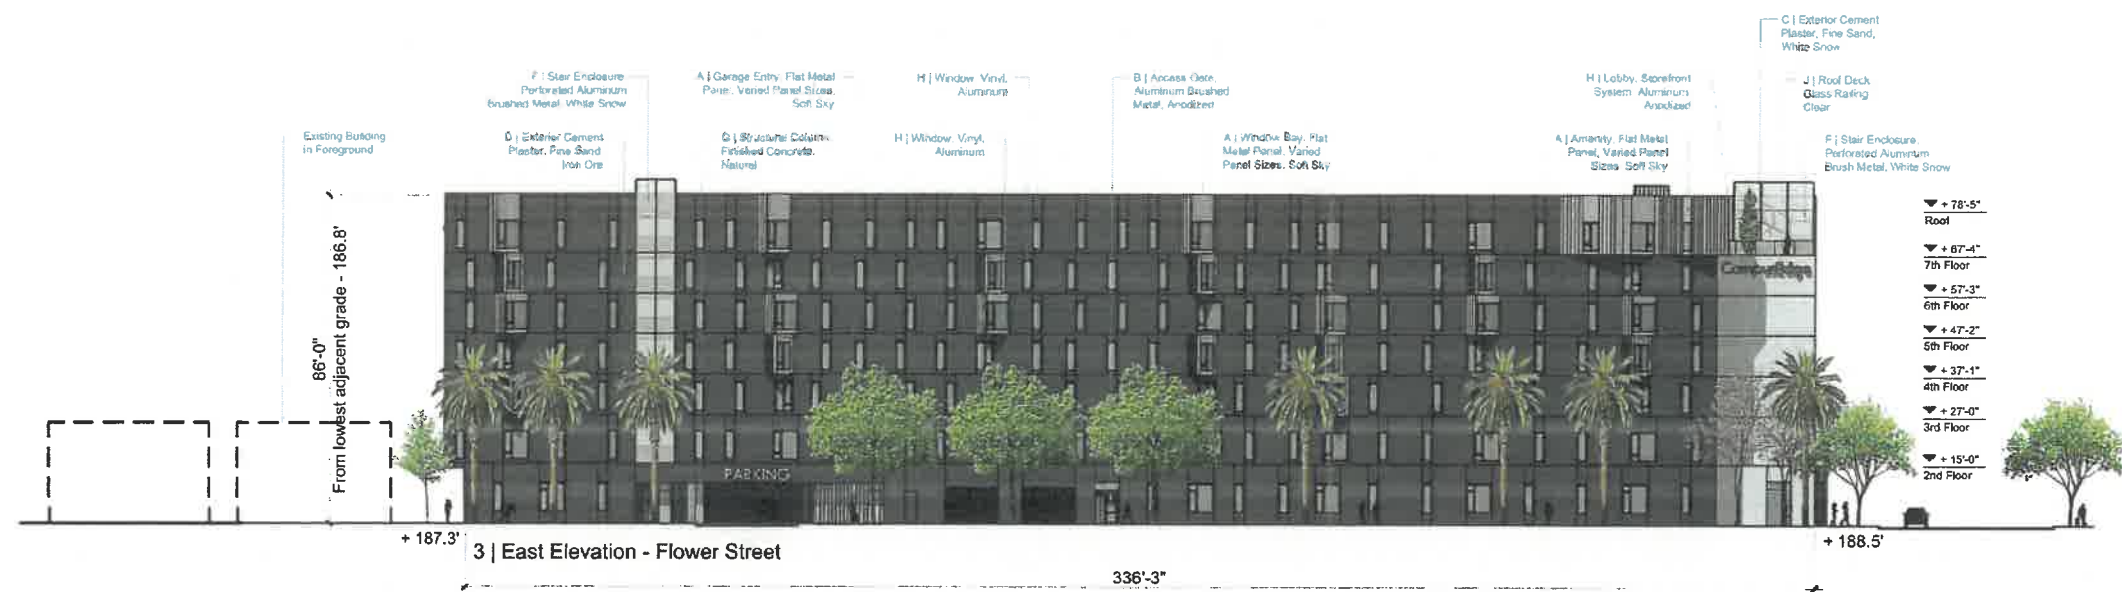 C | Exterior Cement
Plaster, Fine Sand,
White Snow
F | Stair Enclosure
Perforated Aluminum
Brushed Metal, White Snow
A | Garage Entry, Flat Metal
Panel, Varied Panel Sizes,
Soft Sky
H | Window, Vinyl,
Aluminum
B | Access Gate,
Aluminum Brushed
Metal, Anodized
H | Lobby, Storefront
System, Aluminum
Anodized
J | Roof Deck
Glass Railing
Clear
Existing Building
in Foreground
D | Exterior Cement
Plaster, Fine Sand
Iron Ore
G | Structural Column
Finished Concrete,
Natural
H | Window, Vinyl,
Aluminum
A | Window Bay, Flat
Metal Panel, Varied
Panel Sizes, Soft Sky
A | Amenity, Flat Metal
Panel, Varied Panel
Sizes, Soft Sky
F | Stair Enclosure,
Perforated Aluminum
Brush Metal, White Snow
86'-0"
From lowest adjacent grade - 186.8'
PARKING
+ 78'-5"
Roof
+ 67'-4"
7th Floor
+ 57'-3"
6th Floor
+ 47'-2"
5th Floor
+ 37'-1"
4th Floor
+ 27'-0"
3rd Floor
+ 15'-0"
2nd Floor
+ 187.3'
3 | East Elevation - Flower Street
+ 188.5'
336'-3"